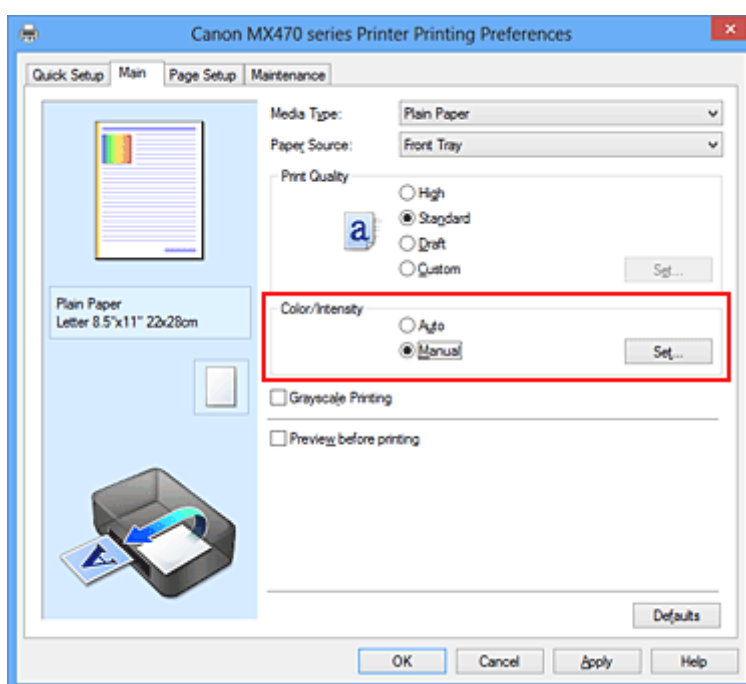 Canon MX470 series Printer Printing Preferences
Quick Setup Main Page Setup Maintenance
Media Type: Plain Paper
Paper Source: Front Tray
Print Quality
High
a Standard
Draft
Custom Set...
Plain Paper
Letter 8.5"x11" 22x28cm
Color/Intensity
Auto
Manual Set...
Grayscale Printing
Preview before printing
A
Defaults
OK Cancel Apply Help